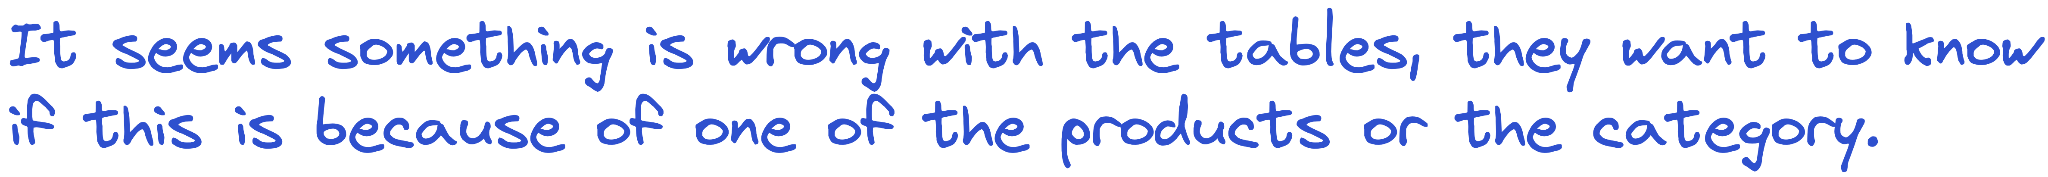 It seems something is wrong with the tables, they want to know
if this is because of one of the products or the category.